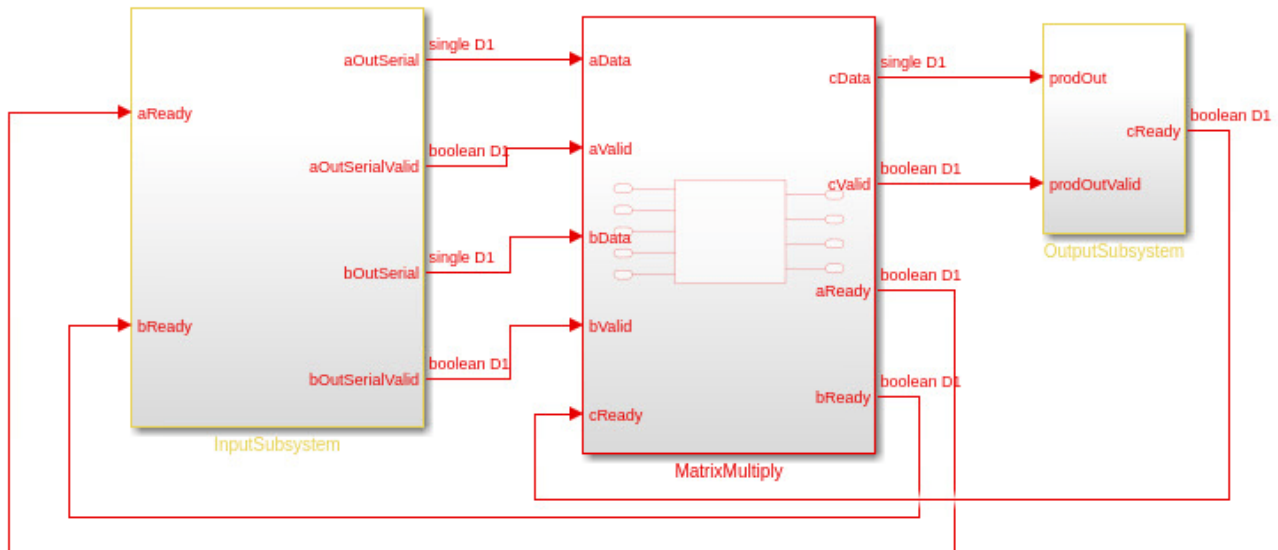 aReady
bReady
aOutSerial
aOutSerialValid
bOutSerial
bOutSerialValid
InputSubsystem
single D1
boolean D1
single D1
boolean D1
aData
aValid
bData
bValid
cReady
cData
cValid
aReady
bReady
MatrixMultiply
single D1
boolean D1
boolean D1
boolean D1
prodOut
prodOutValid
cReady
OutputSubsystem
boolean D1